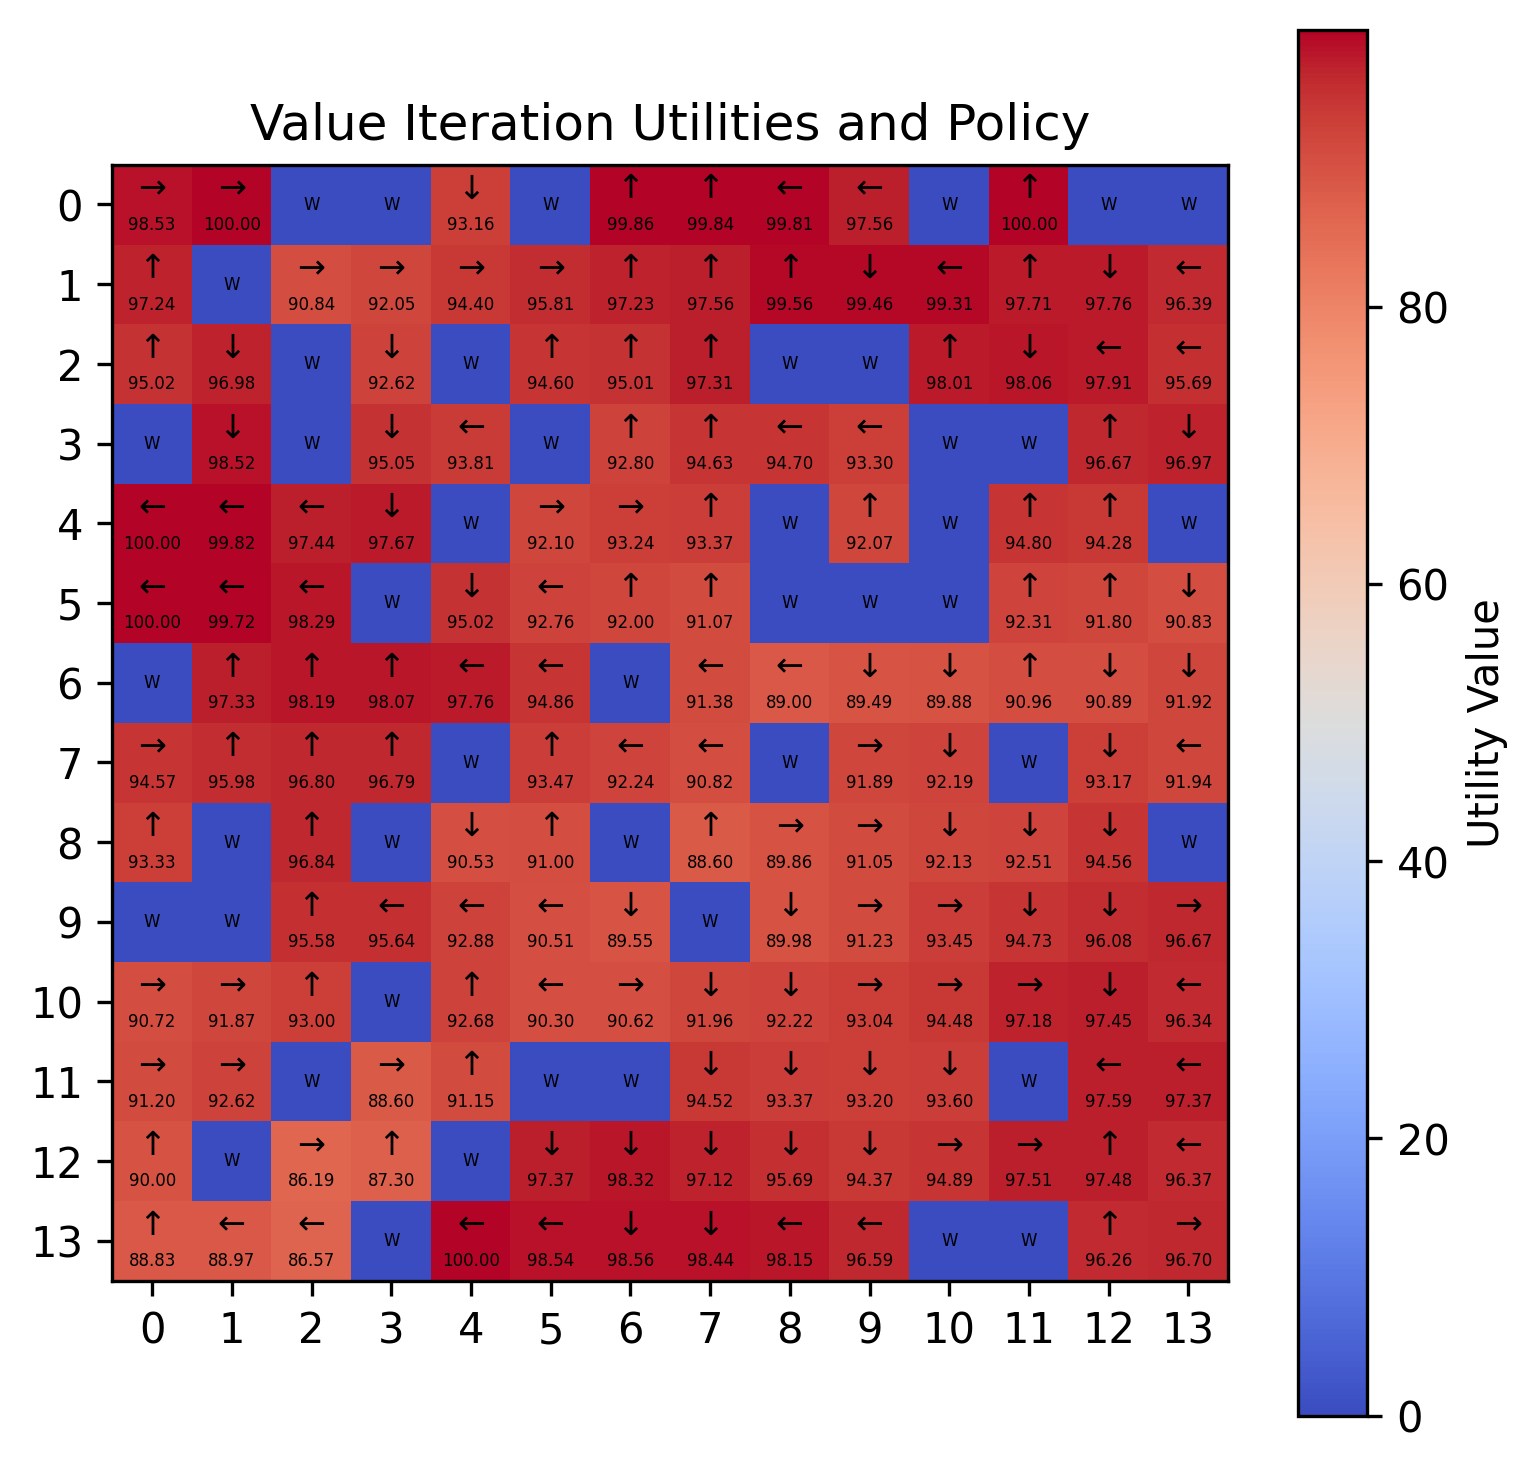 Value Iteration Utilities and Policy
0 → → W W ↓ W ↑ ↑ ← ← W ↑ W W
98.53 100.00 93.16 99.86 99.84 99.81 97.56 100.00
1 ↑ W → → → → ↑ ↑ ↑ ↓ ← ↑ ↓ ←
97.24 90.84 92.05 94.40 95.81 97.23 97.56 99.56 99.46 99.31 97.71 97.76 96.39
2 ↑ ↓ W ↓ W ↑ ↑ ↑ W W ↑ ↓ ← ←
95.02 96.98 92.62 94.60 95.01 97.31 98.01 98.06 97.91 95.69
3 W ↓ W ↓ ← W ↑ ↑ ← ← W W ↑ ↓
98.52 95.05 93.81 92.80 94.63 94.70 93.30 96.67 96.97
4 ← ← ← ↓ W → → ↑ W ↑ W ↑ ↑ W
100.00 99.82 97.44 97.67 92.10 93.24 93.37 92.07 94.80 94.28
5 ← ← ← W ↓ ← ↑ ↑ W W W ↑ ↑ ↓
100.00 99.72 98.29 95.02 92.76 92.00 91.07 92.31 91.80 90.83
6 W ↑ ↑ ↑ ← ← W ← ← ↓ ↓ ↑ ↓ ↓
97.33 98.19 98.07 97.76 94.86 91.38 89.00 89.49 89.88 90.96 90.89 91.92
7 → ↑ ↑ ↑ W ↑ ← ← W → ↓ W ↓ ←
94.57 95.98 96.80 96.79 93.47 92.24 90.82 91.89 92.19 93.17 91.94
8 ↑ W ↑ W ↓ ↑ W ↑ → → ↓ ↓ ↓ W
93.33 96.84 90.53 91.00 88.60 89.86 91.05 92.13 92.51 94.56
9 W W ↑ ← ← ← ↓ W ↓ → → ↓ ↓ →
95.58 95.64 92.88 90.51 89.55 89.98 91.23 93.45 94.73 96.08 96.67
10 → → ↑ W ↑ ← → ↓ ↓ → → → ↓ ←
90.72 91.87 93.00 92.68 90.30 90.62 91.96 92.22 93.04 94.48 97.18 97.45 96.34
11 → → W → ↑ W W ↓ ↓ ↓ ↓ W ← ←
91.20 92.62 88.60 91.15 94.52 93.37 93.20 93.60 97.59 97.37
12 ↑ W → ↑ W ↓ ↓ ↓ ↓ ↓ → → ↑ ←
90.00 86.19 87.30 97.37 98.32 97.12 95.69 94.37 94.89 97.51 97.48 96.37
13 ↑ ← ← W ← ← ↓ ↓ ← ← W W ↑ →
88.83 88.97 86.57 100.00 98.54 98.56 98.44 98.15 96.59 96.26 96.70
0 1 2 3 4 5 6 7 8 9 10 11 12 13
80
60
40
20
0
Utility Value